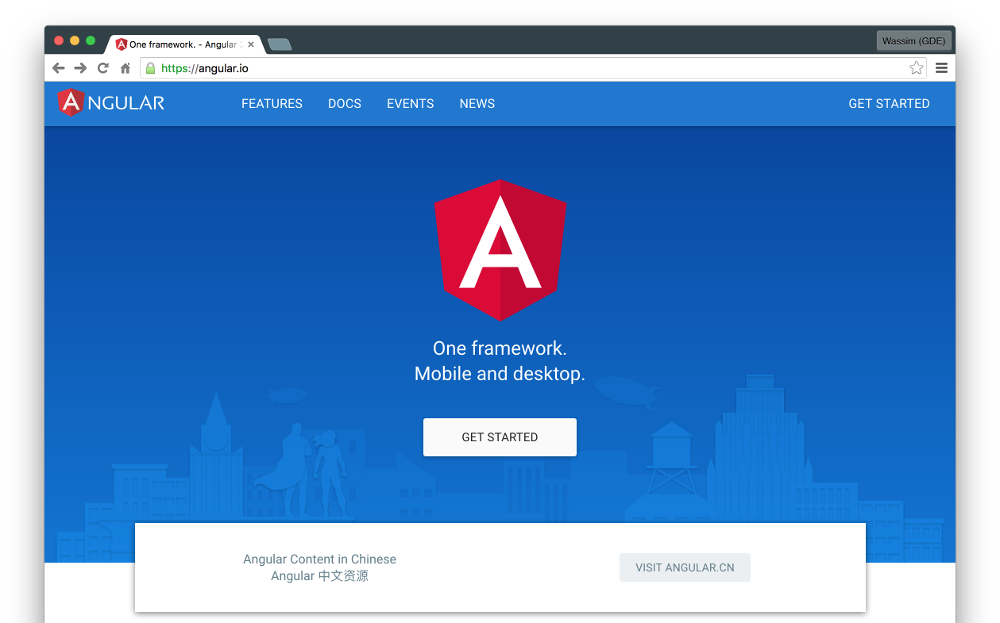 One framework. - Angular 2
Wassim (GDE)
https://angular.io
ANGULAR
FEATURES
DOCS
EVENTS
NEWS
GET STARTED
One framework.
Mobile and desktop.
GET STARTED
Angular Content in Chinese
Angular 中文资源
VISIT ANGULAR.CN